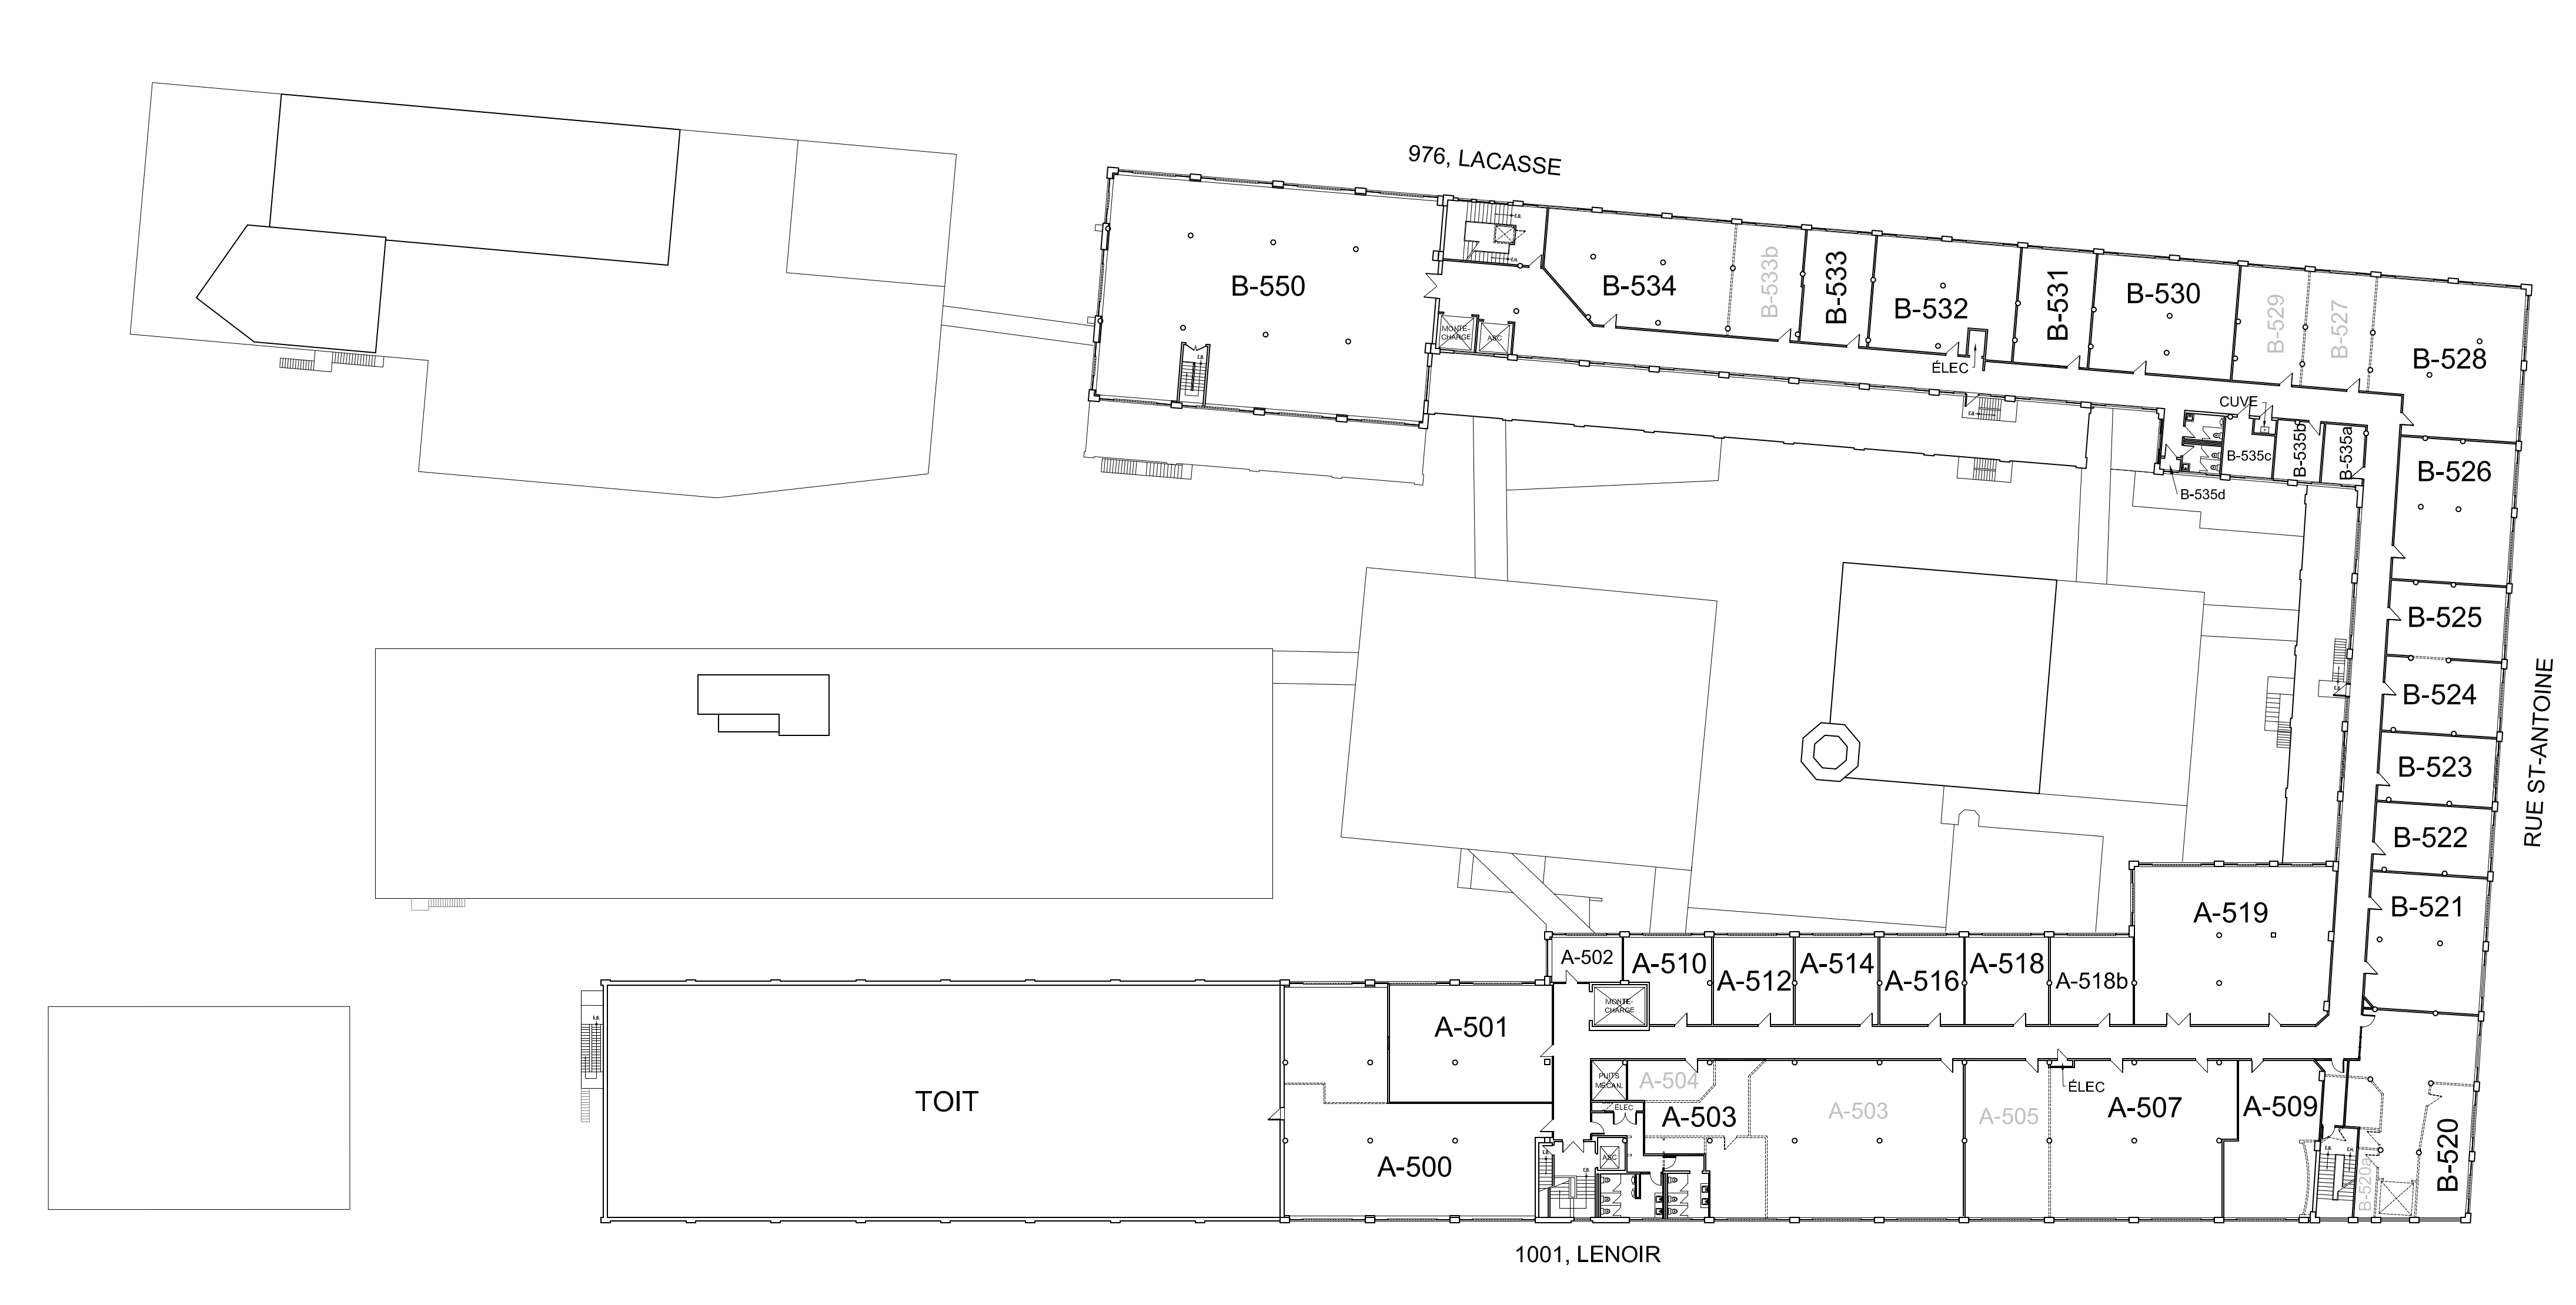 976, LACASSE
B-550
B-534
B-533b
B-533
B-532
B-531
B-530
B-529
B-527
B-528
MONTE-
CHARGE
ASC
ÉLEC
CUVE
B-535c
B-535b
B-535a
B-535d
B-526
B-525
B-524
B-523
B-522
B-521
B-520
B-520a
RUE ST-ANTOINE
A-519
A-502
A-510
A-512
A-514
A-516
A-518
A-518b
MONTE-
CHARGE
A-501
A-500
TOIT
PUITS
MÉCAN.
A-504
ÉLEC
A-503
A-503
A-505
ÉLEC
A-507
A-509
ASC
1001, LENOIR